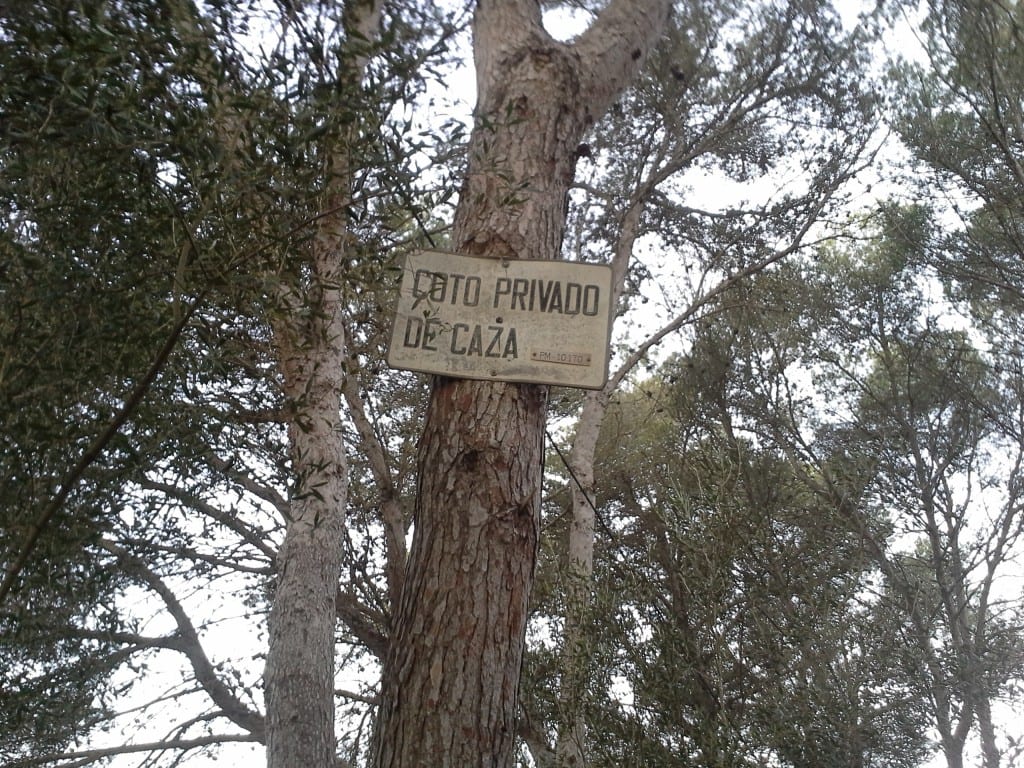 COTO PRIVADO
DE CAZA
PM-10170